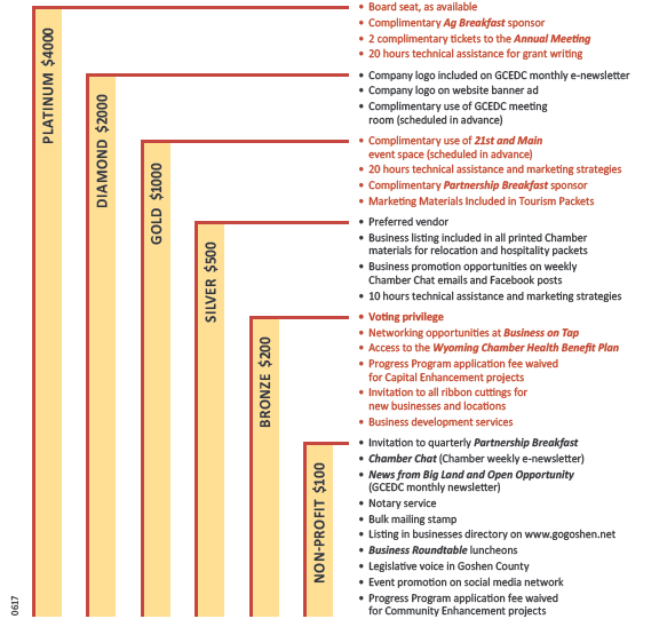 PLATINUM $4000
• Board seat, as available
• Complimentary Ag Breakfast sponsor
• 2 complimentary tickets to the Annual Meeting
• 20 hours technical assistance for grant writing
DIAMOND $2000
• Company logo included on GCEDC monthly e-newsletter
• Company logo on website banner ad
• Complimentary use of GCEDC meeting
room (scheduled in advance)
GOLD $1000
• Complimentary use of 21st and Main
event space (scheduled in advance)
• 20 hours technical assistance and marketing strategies
• Complimentary Partnership Breakfast sponsor
• Marketing Materials Included in Tourism Packets
SILVER $500
• Preferred vendor
• Business listing included in all printed Chamber
materials for relocation and hospitality packets
• Business promotion opportunities on weekly
Chamber Chat emails and Facebook posts
• 10 hours technical assistance and marketing strategies
BRONZE $200
• Voting privilege
• Networking opportunities at Business on Tap
• Access to the Wyoming Chamber Health Benefit Plan
• Progress Program application fee waived
for Capital Enhancement projects
• Invitation to all ribbon cuttings for
new businesses and locations
• Business development services
NON-PROFIT $100
• Invitation to quarterly Partnership Breakfast
• Chamber Chat (Chamber weekly e-newsletter)
• News from Big Land and Open Opportunity
(GCEDC monthly newsletter)
• Notary service
• Bulk mailing stamp
• Listing in businesses directory on www.gogoshen.net
• Business Roundtable luncheons
• Legislative voice in Goshen County
• Event promotion on social media network
• Progress Program application fee waived
for Community Enhancement projects
0617